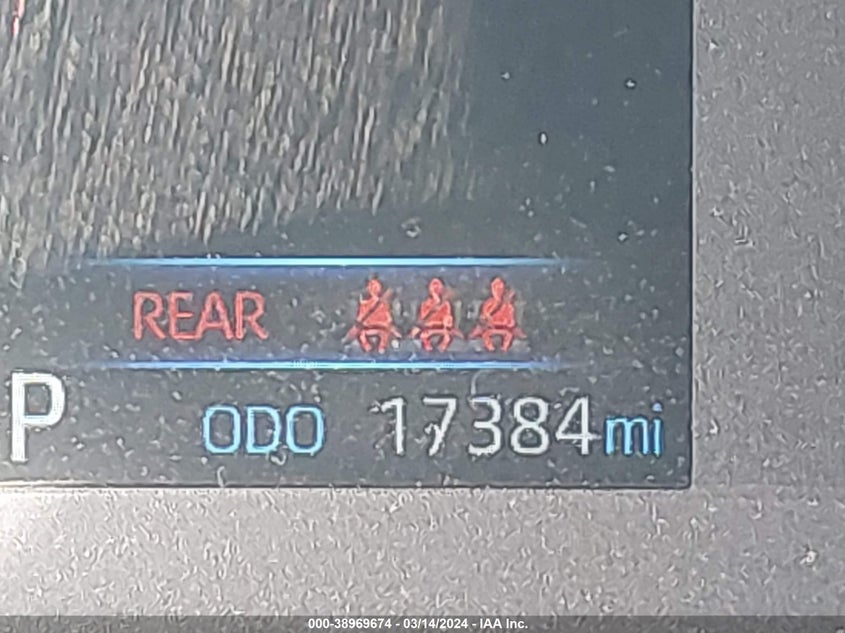 REAR
P ODO 17384mi
000-38969674 - 03/14/2024 - IAA Inc.